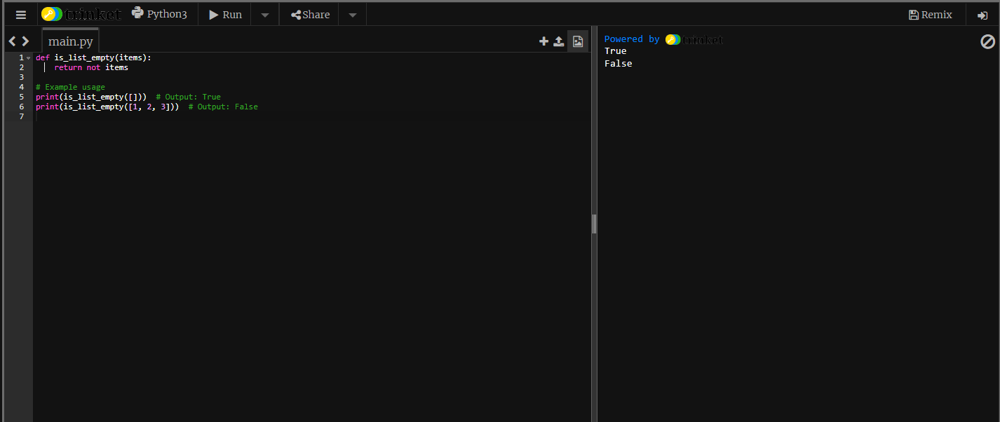 trinket Python3 Run Share Remix
main.py
1 def is_list_empty(items):
2     return not items
3
4 # Example usage
5 print(is_list_empty([]))  # Output: True
6 print(is_list_empty([1, 2, 3]))  # Output: False
7
Powered by trinket
True
False